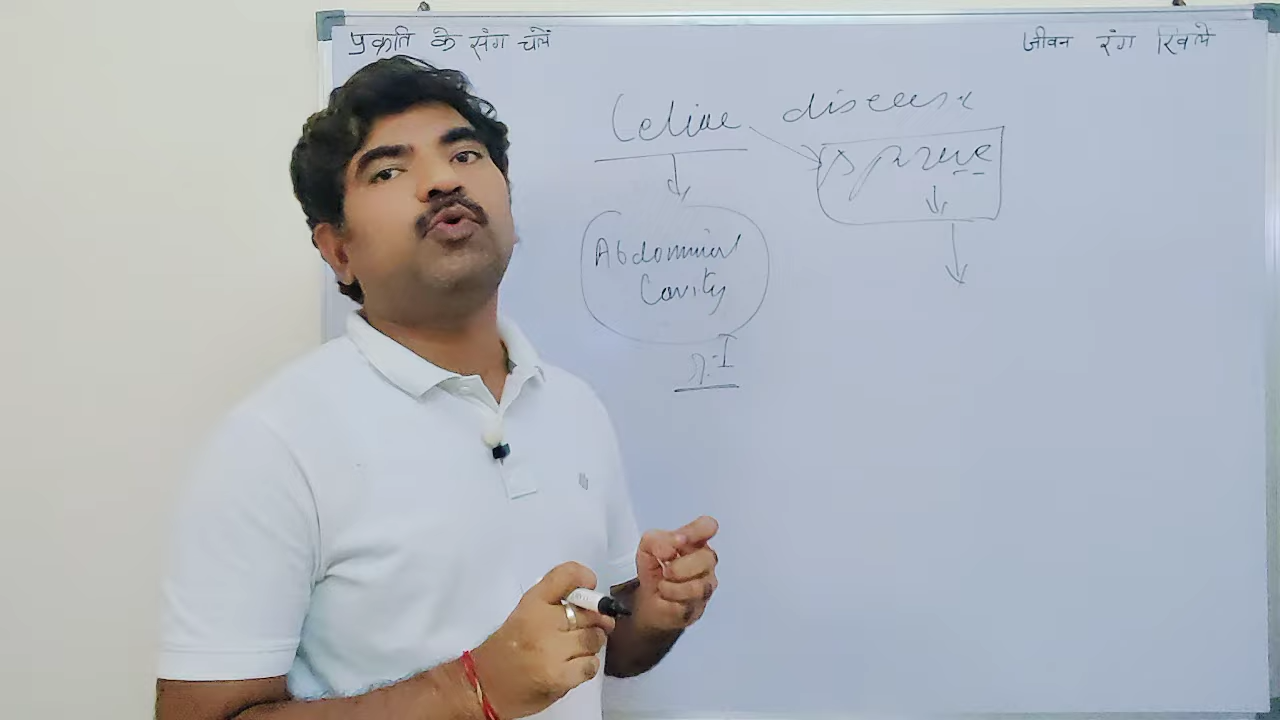 प्रकृति के संग चलें
जीवन रंग खिले
Celiac disease
sprue
Abdominal
Cavity